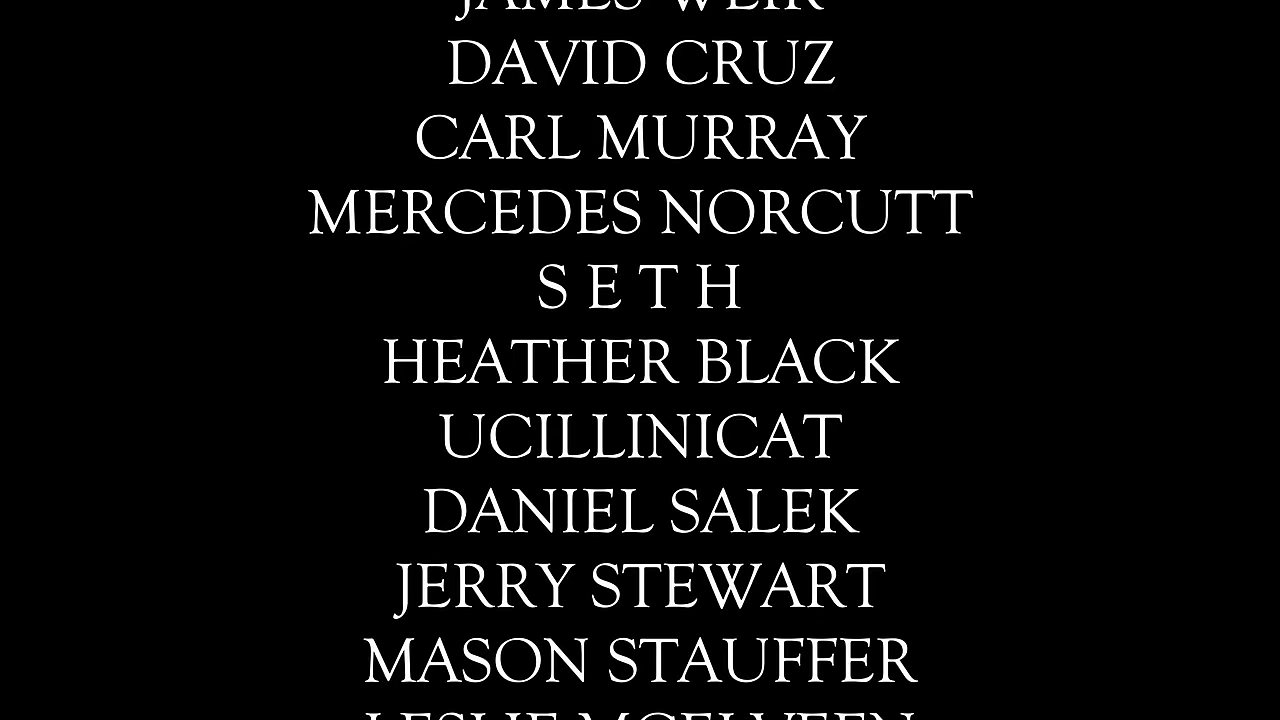 JAMES WEIR
DAVID CRUZ
CARL MURRAY
MERCEDES NORCUTT
S E T H
HEATHER BLACK
UCILLINICAT
DANIEL SALEK
JERRY STEWART
MASON STAUFFER
LESLIE MCELVEEN